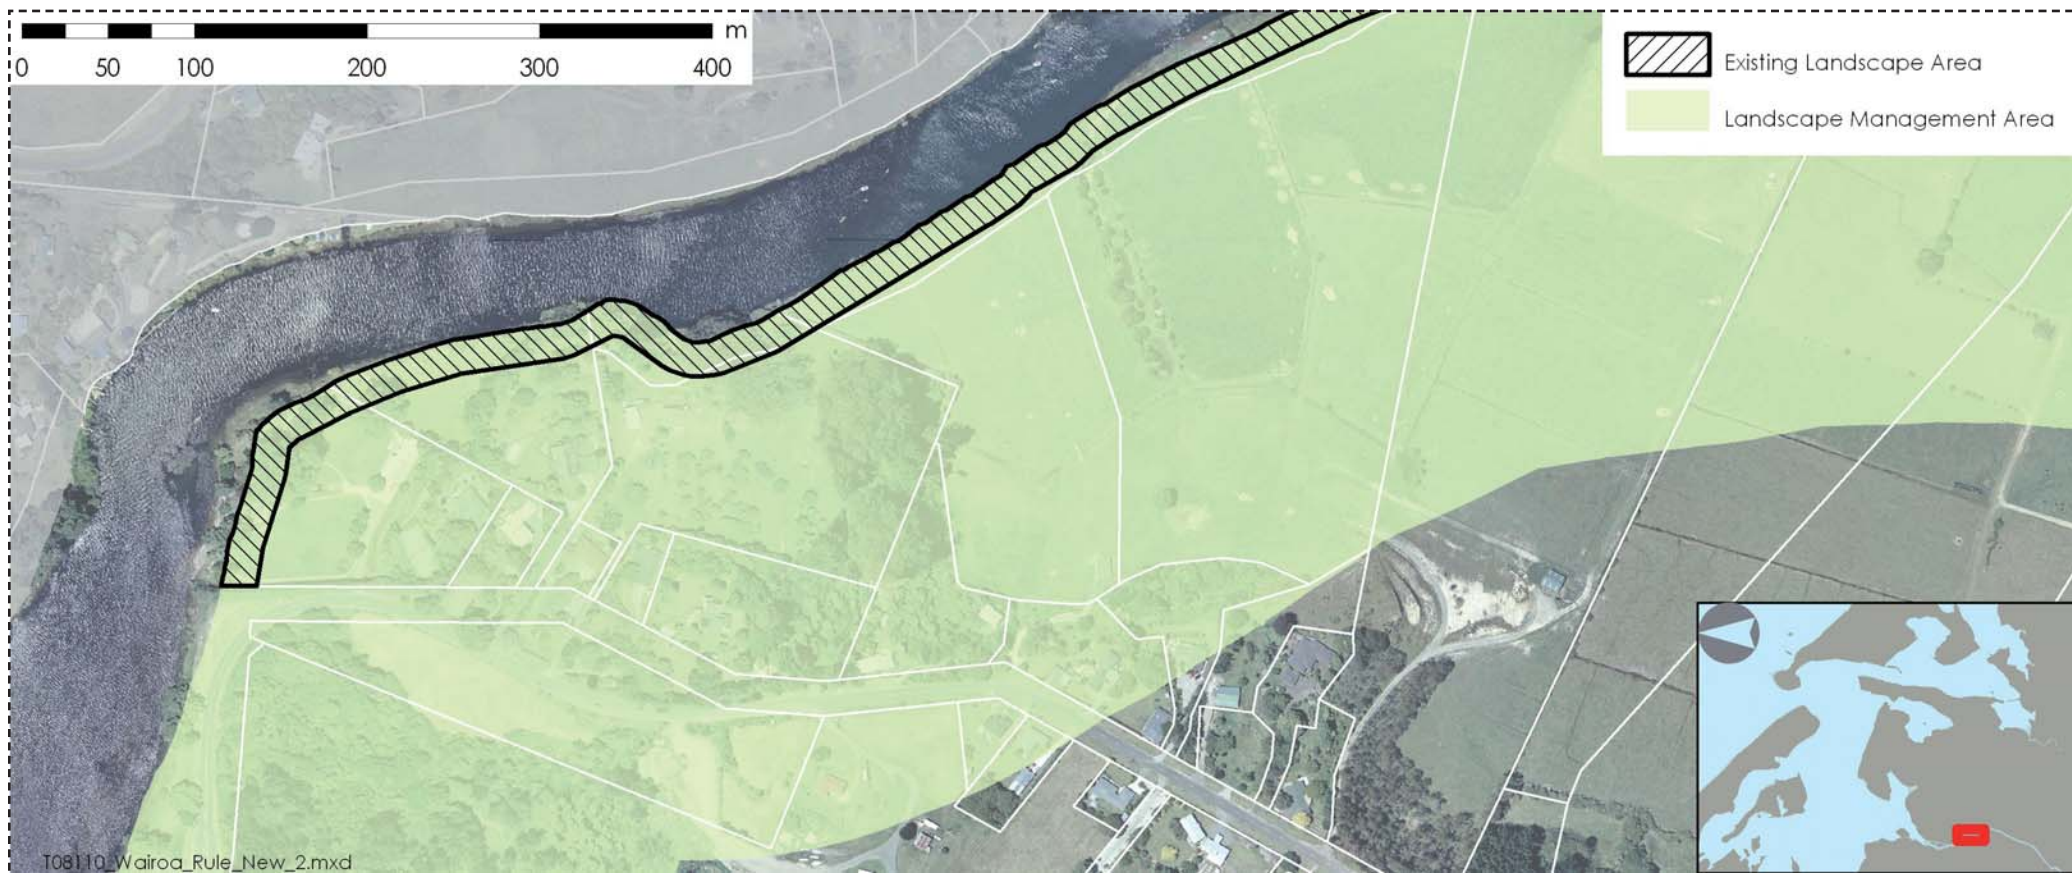 m
0 50 100 200 300 400
Existing Landscape Area
Landscape Management Area
T08110_Wairoa_Rule_New_2.mxd